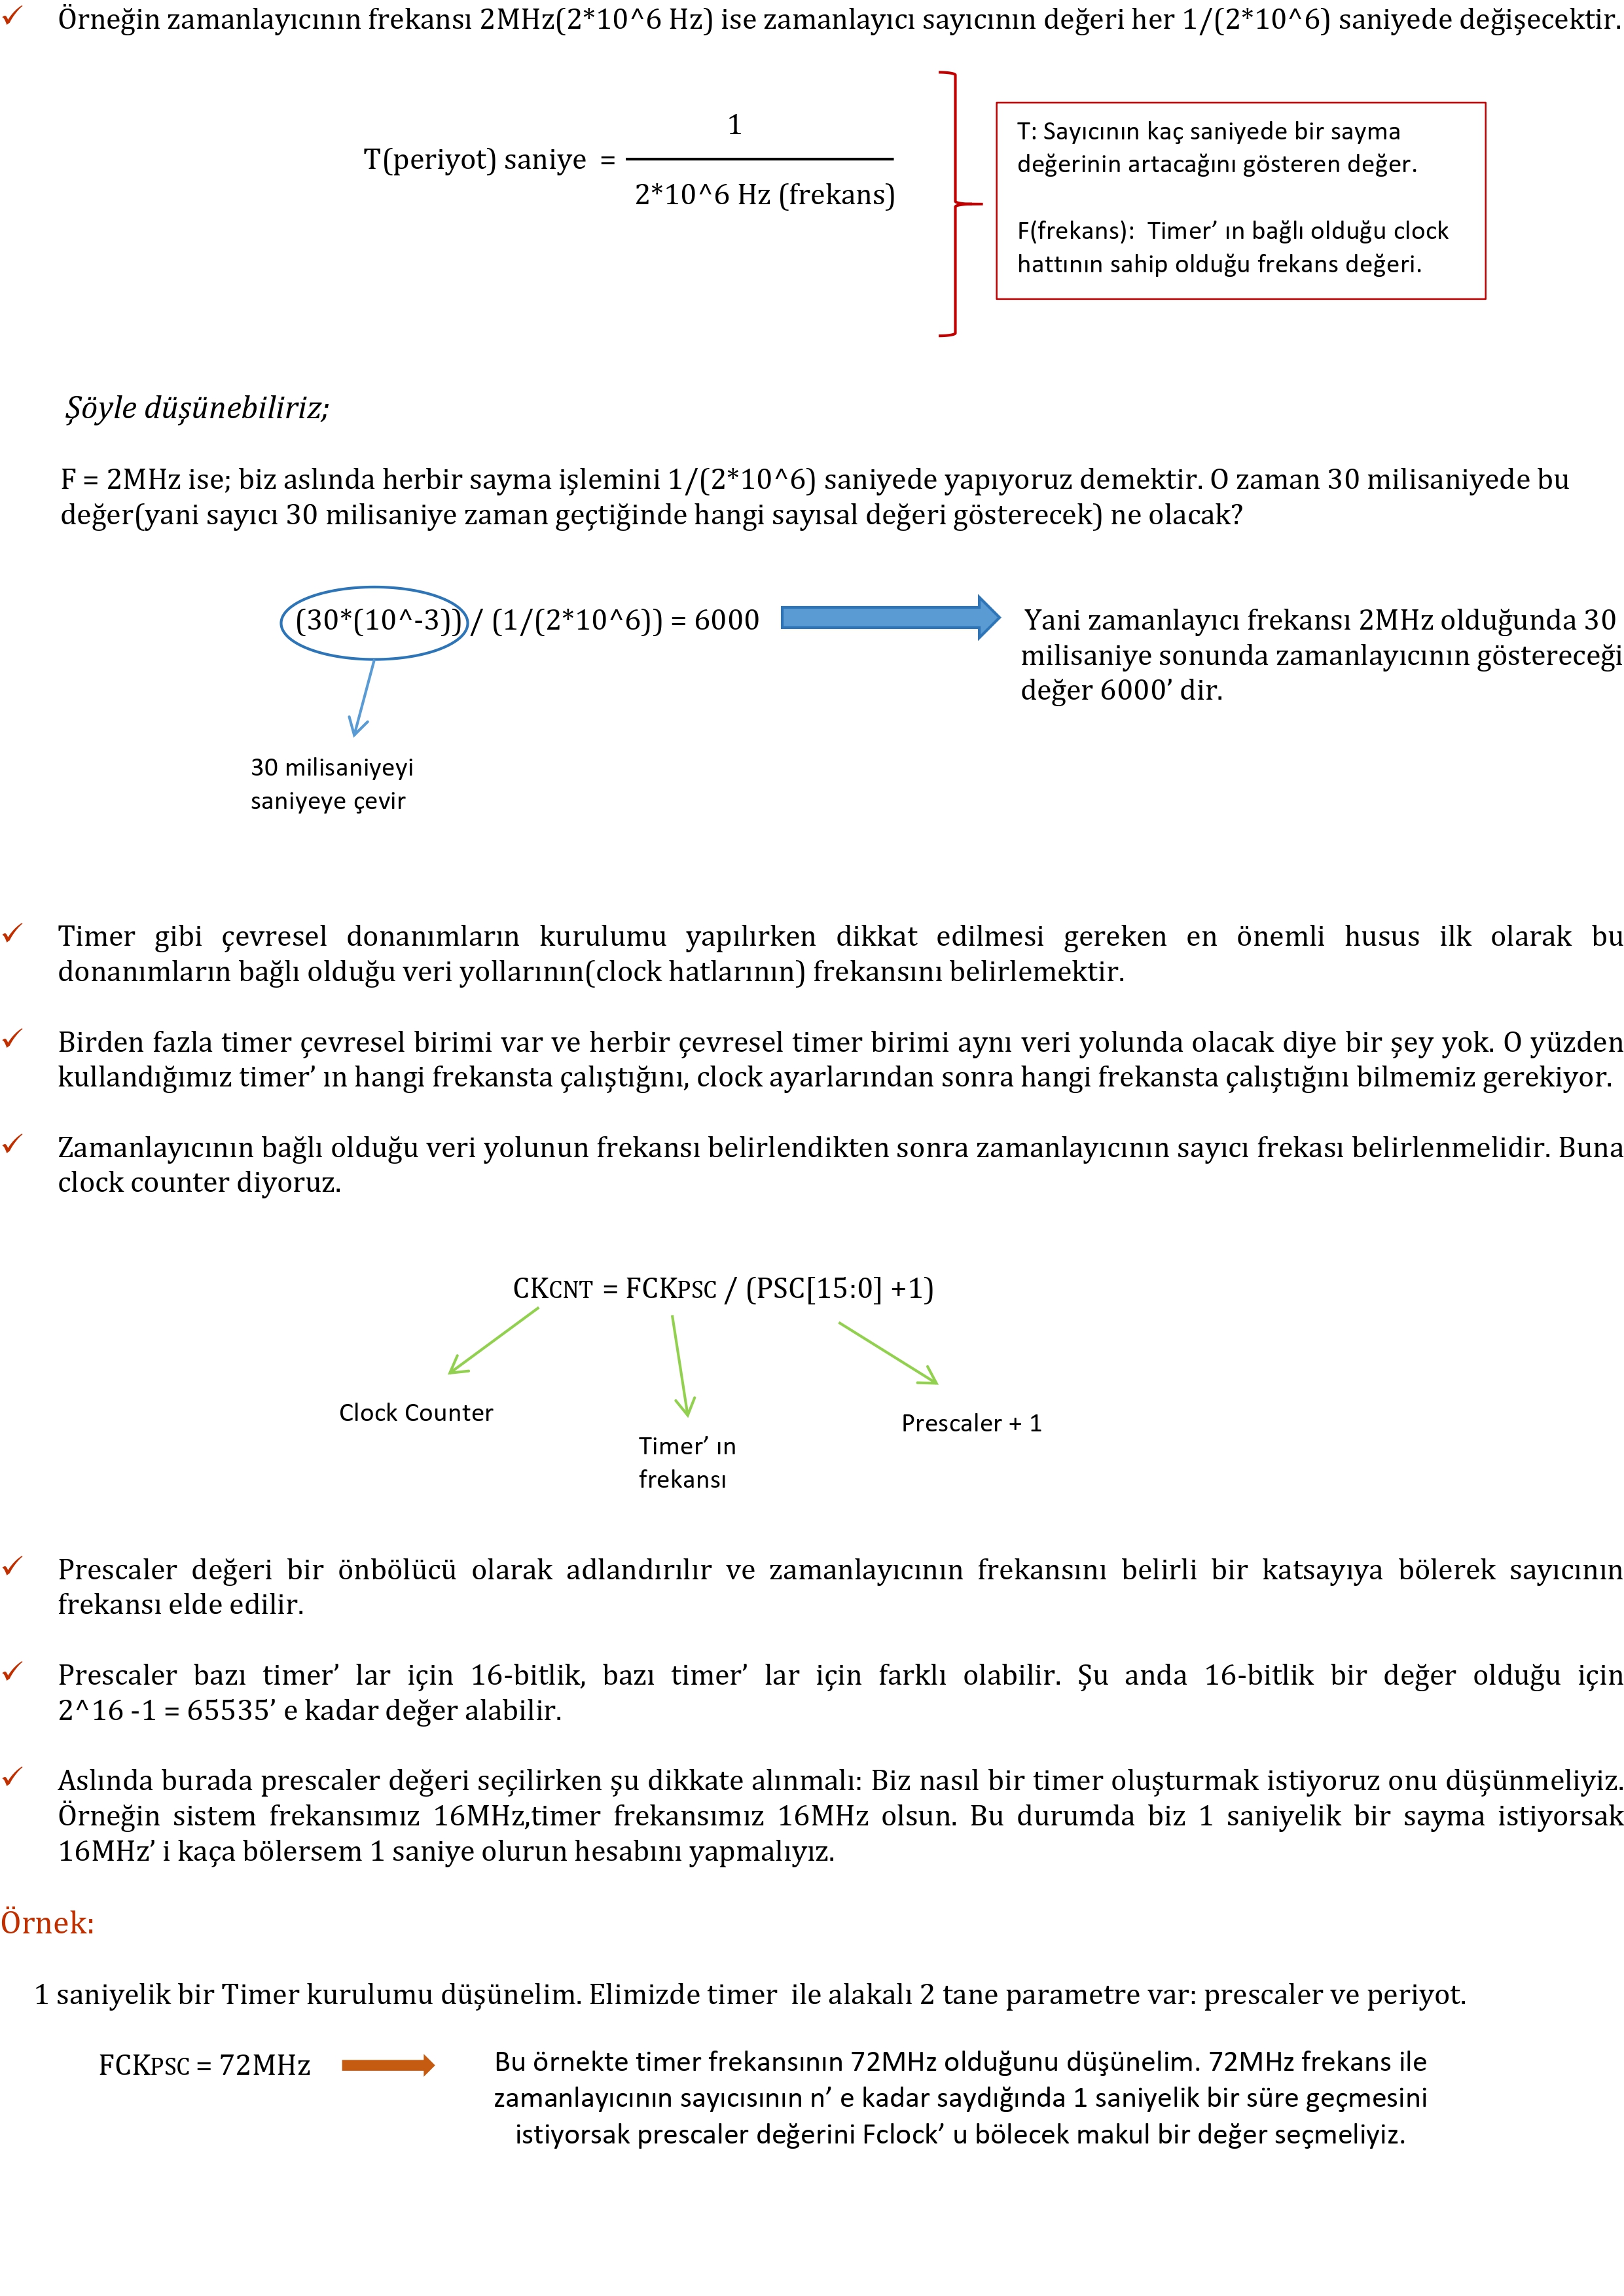 ✓ Örneğin zamanlayıcının frekansı 2MHz(2*10^6 Hz) ise zamanlayıcı sayıcının değeri her 1/(2*10^6) saniyede değişecektir.
1
T(periyot) saniye =
2*10^6 Hz (frekans)
T: Sayıcının kaç saniyede bir sayma
değerinin artacağını gösteren değer.
F(frekans): Timer’ ın bağlı olduğu clock
hattının sahip olduğu frekans değeri.
Şöyle düşünebiliriz;
F = 2MHz ise; biz aslında herbir sayma işlemini 1/(2*10^6) saniyede yapıyoruz demektir. O zaman 30 milisaniyede bu
değer(yani sayıcı 30 milisaniye zaman geçtiğinde hangi sayısal değeri gösterecek) ne olacak?
(30*(10^-3)) / (1/(2*10^6)) = 6000
Yani zamanlayıcı frekansı 2MHz olduğunda 30
milisaniye sonunda zamanlayıcının göstereceği
değer 6000’ dir.
30 milisaniyeyi
saniyeye çevir
✓ Timer gibi çevresel donanımların kurulumu yapılırken dikkat edilmesi gereken en önemli husus ilk olarak bu
donanımların bağlı olduğu veri yollarının(clock hatlarının) frekansını belirlemektir.
✓ Birden fazla timer çevresel birimi var ve herbir çevresel timer birimi aynı veri yolunda olacak diye bir şey yok. O yüzden
kullandığımız timer’ ın hangi frekansta çalıştığını, clock ayarlarından sonra hangi frekansta çalıştığını bilmemiz gerekiyor.
✓ Zamanlayıcının bağlı olduğu veri yolunun frekansı belirlendikten sonra zamanlayıcının sayıcı frekası belirlenmelidir. Buna
clock counter diyoruz.
CKCNT = FCKPSC / (PSC[15:0] +1)
Clock Counter
Timer’ ın
frekansı
Prescaler + 1
✓ Prescaler değeri bir önbölücü olarak adlandırılır ve zamanlayıcının frekansını belirli bir katsayıya bölerek sayıcının
frekansı elde edilir.
✓ Prescaler bazı timer’ lar için 16-bitlik, bazı timer’ lar için farklı olabilir. Şu anda 16-bitlik bir değer olduğu için
2^16 -1 = 65535’ e kadar değer alabilir.
✓ Aslında burada prescaler değeri seçilirken şu dikkate alınmalı: Biz nasıl bir timer oluşturmak istiyoruz onu düşünmeliyiz.
Örneğin sistem frekansımız 16MHz,timer frekansımız 16MHz olsun. Bu durumda biz 1 saniyelik bir sayma istiyorsak
16MHz’ i kaça bölersem 1 saniye olurun hesabını yapmalıyız.
Örnek:
1 saniyelik bir Timer kurulumu düşünelim. Elimizde timer ile alakalı 2 tane parametre var: prescaler ve periyot.
FCKPSC = 72MHz
Bu örnekte timer frekansının 72MHz olduğunu düşünelim. 72MHz frekans ile
zamanlayıcının sayıcısının n’ e kadar saydığında 1 saniyelik bir süre geçmesini
istiyorsak prescaler değerini Fclock’ u bölecek makul bir değer seçmeliyiz.